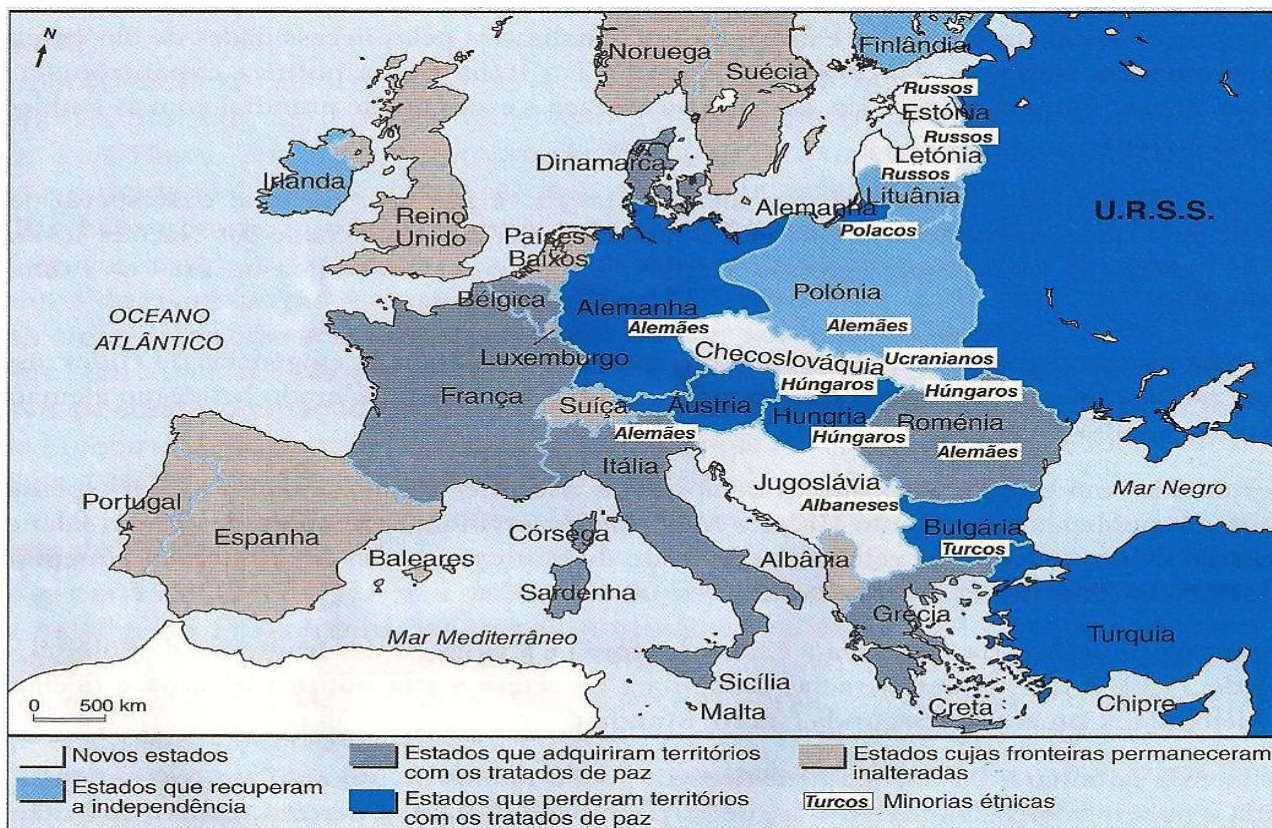 N
Noruega
Suécia
Finlândia
Russos
Estónia
Russos
Letónia
Russos
Lituânia
Dinamarca
Irlanda
Reino
Unido
Alemanha
Polacos
U.R.S.S.
Países
Baixos
Bélgica
Alemanha
Alemães
Polónia
Alemães
OCEANO
ATLÂNTICO
Luxemburgo
Checoslováquia
Ucranianos
Húngaros
Húngaros
França
Suíça
Áustria
Hungria
Roménia
Alemães
Húngaros
Alemães
Itália
Jugoslávia
Mar Negro
Portugal
Espanha
Albaneses
Bulgária
Córsega
Turcos
Baleares
Albânia
Sardenha
Grécia
Turquia
Mar Mediterrâneo
Sicília
Malta
Creta
Chipre
0 500 km
Novos estados
Estados que recuperam
a independência
Estados que adquiriram territórios
com os tratados de paz
Estados que perderam territórios
com os tratados de paz
Estados cujas fronteiras permaneceram
inalteradas
Turcos Minorias étnicas